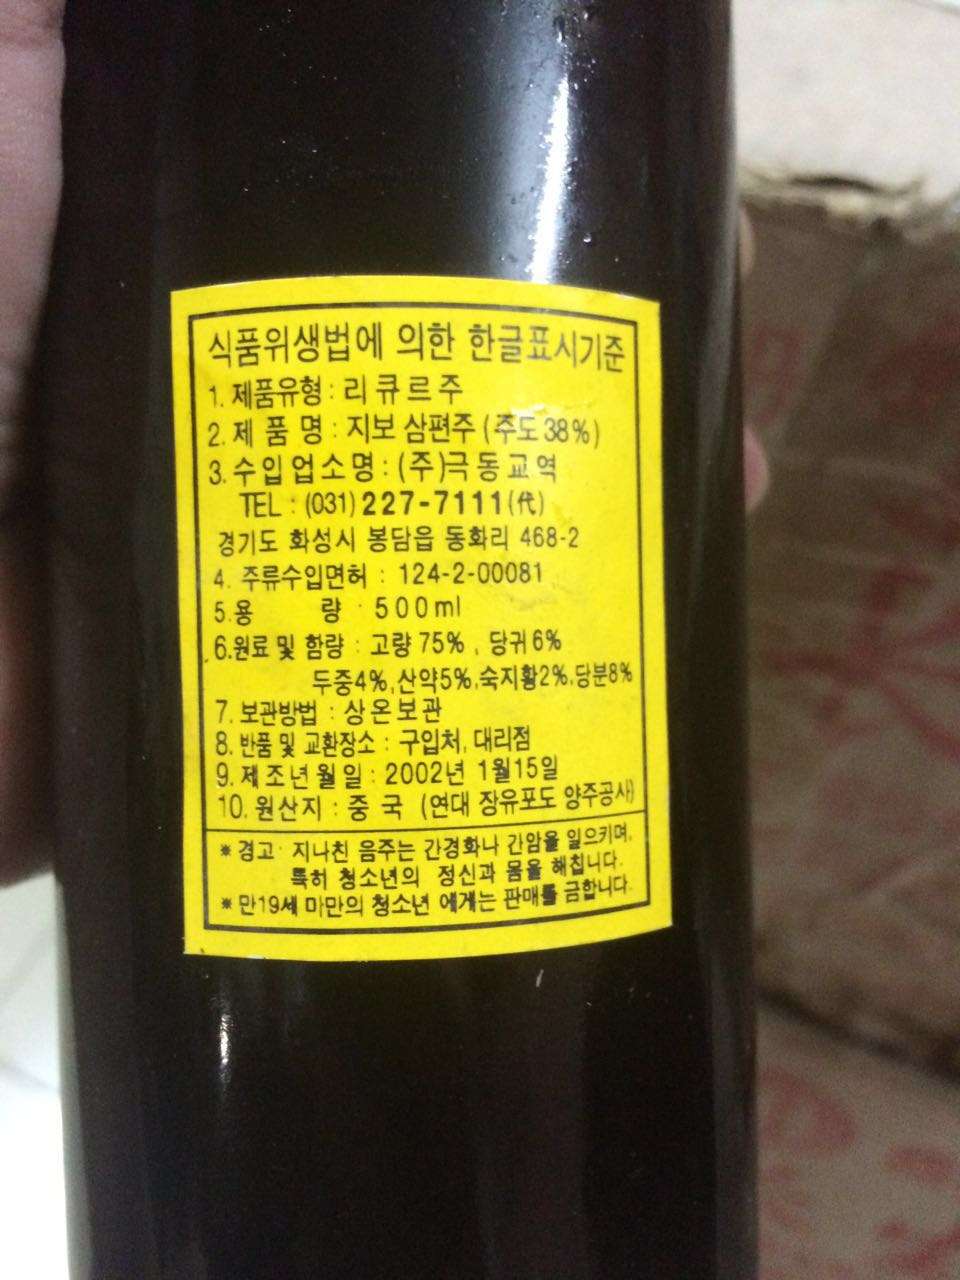 식품위생법에 의한 한글표시기준
1. 제품유형 : 리큐르주
2. 제 품 명 : 지보 삼편주 (주도 38%)
3. 수입업소명 : (주)극동교역
TEL : (031) 227-7111(代)
경기도 화성시 봉담읍 동화리 468-2
4. 주류수입면허 : 124-2-00081
5. 용 량 : 500ml
6. 원료 및 함량 : 고량 75%, 당귀 6%
두중4%, 산약5%, 숙지황2%, 당분8%
7. 보관방법 : 상온보관
8. 반품 및 교환장소 : 구입처, 대리점
9. 제조년월일 : 2002년 1월15일
10. 원산지 : 중 국 (연대 장유포도 양주공사)
* 경고: 지나친 음주는 간경화나 간암을 일으키며,
특히 청소년의 정신과 몸을 해칩니다.
* 만19세 미만의 청소년 에게는 판매를 금합니다.